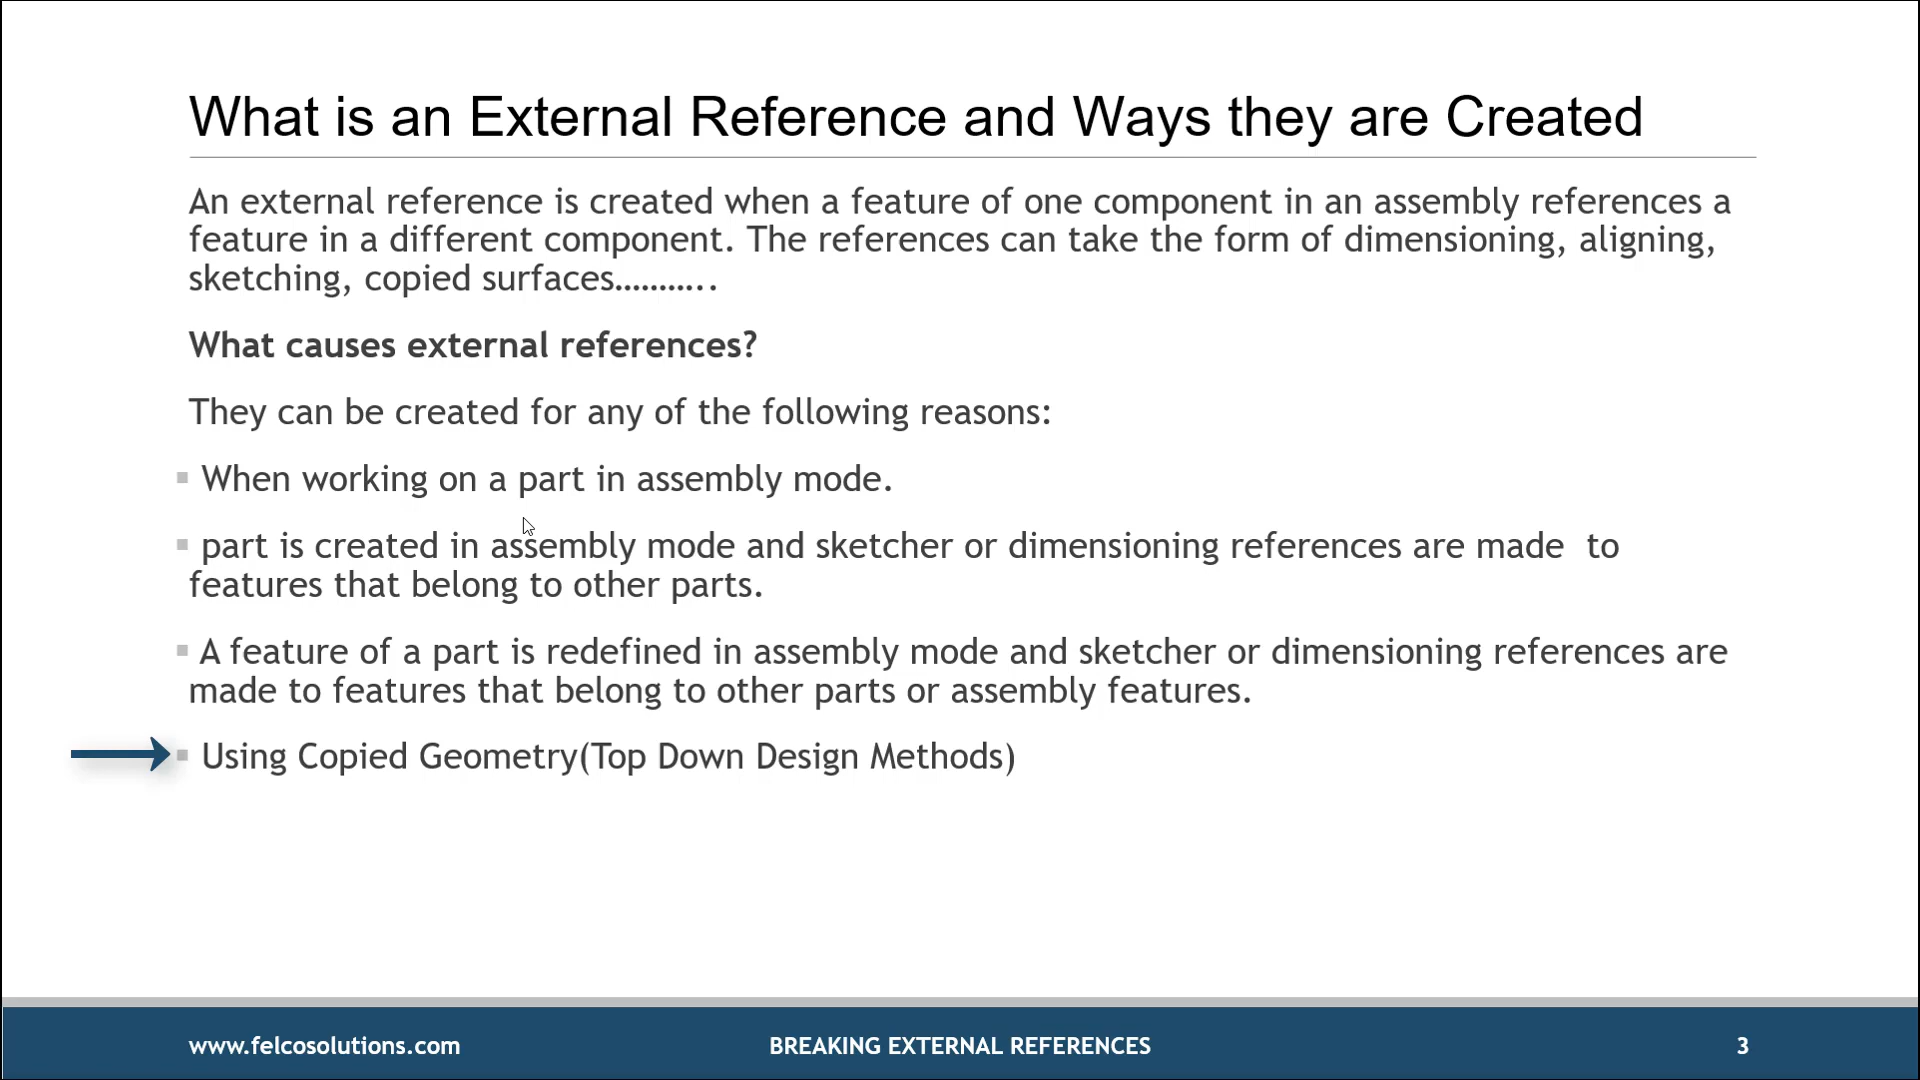 What is an External Reference and Ways they are Created
An external reference is created when a feature of one component in an assembly references a
feature in a different component. The references can take the form of dimensioning, aligning,
sketching, copied surfaces………..
What causes external references?
They can be created for any of the following reasons:
▪ When working on a part in assembly mode.
▪ part is created in assembly mode and sketcher or dimensioning references are made  to
features that belong to other parts.
▪ A feature of a part is redefined in assembly mode and sketcher or dimensioning references are
made to features that belong to other parts or assembly features.
▪ Using Copied Geometry(Top Down Design Methods)
www.felcosolutions.com BREAKING EXTERNAL REFERENCES 3